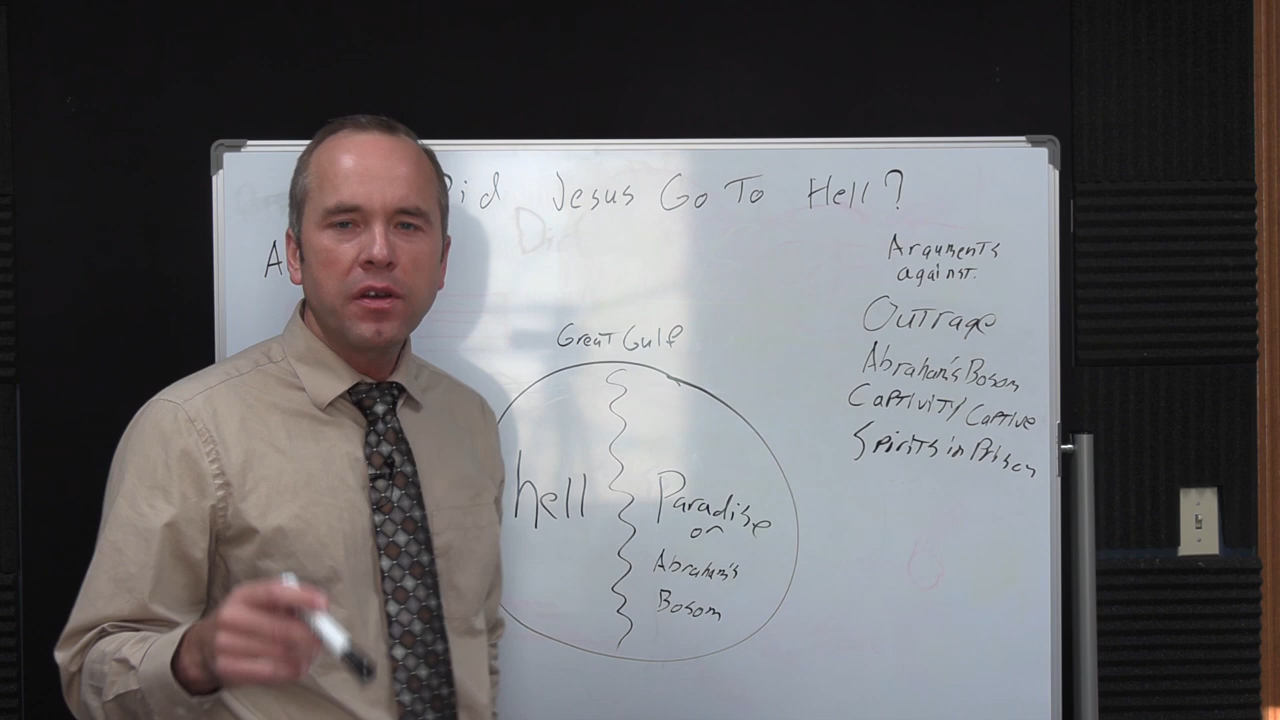 Did Jesus Go To Hell?
Did
A
Arguments
against.
Outrage
Abraham's Bosom
Captivity Captive
Spirits in Prison
Great Gulf
hell
Paradise
or
Abraham's
Bosom